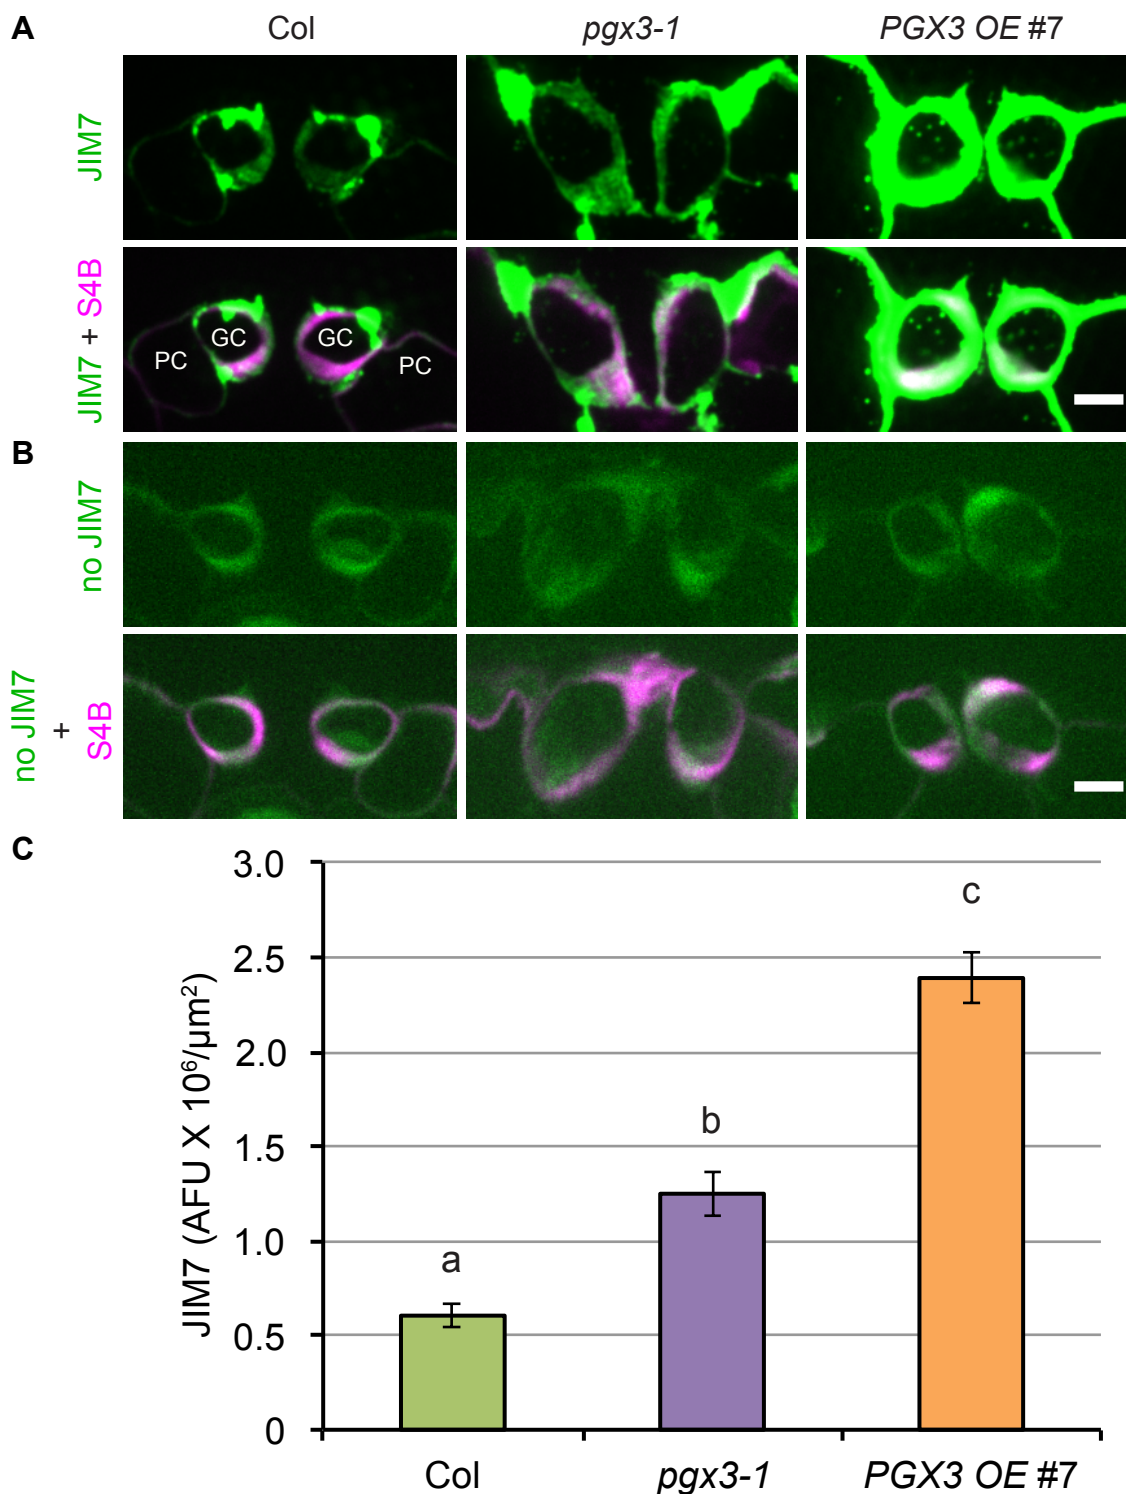 A
Col
pgx3-1
PGX3 OE #7
JIM7
JIM7 + S4B
PC
GC
GC
PC
B
no JIM7
no JIM7
+
S4B
C
JIM7 (AFU X 10⁶/µm²)
3.0
2.5
2.0
1.5
1.0
0.5
0
a
b
c
Col
pgx3-1
PGX3 OE #7